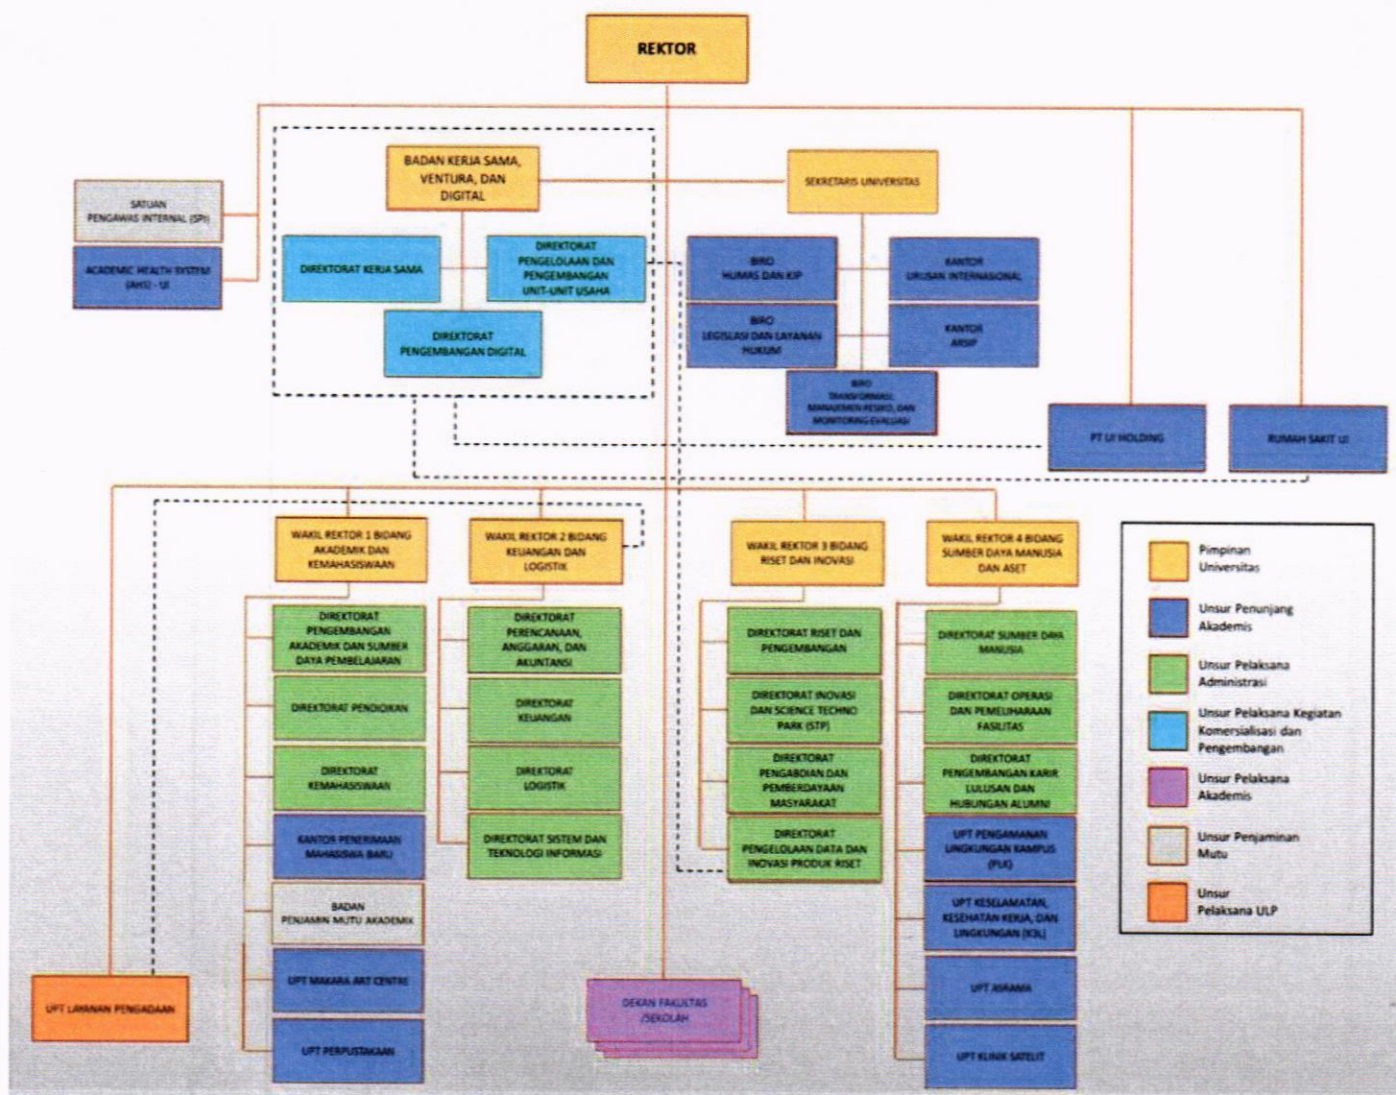 REKTOR
BADAN KERJA SAMA,
VENTURA, DAN
DIGITAL
SEKRETARIS UNIVERSITAS
SATUAN
PENGAWAS INTERNAL (SPI)
ACADEMIC HEALTH SYSTEM
(AHS) - UI
DIREKTORAT KERJA SAMA
DIREKTORAT
PENGELOLAAN DAN
PENGEMBANGAN
UNIT-UNIT USAHA
DIREKTORAT
PENGEMBANGAN DIGITAL
BIRO
HUMAS DAN KIP
KANTOR
URUSAN INTERNASIONAL
BIRO
LEGISLASI DAN LAYANAN
HUKUM
KANTOR
ARSIP
BIRO
TRANSFORMASI,
MANAJEMEN RESIKO, DAN
MONITORING EVALUASI
PT UI HOLDING
RUMAH SAKIT UI
WAKIL REKTOR 1 BIDANG
AKADEMIK DAN
KEMAHASISWAAN
DIREKTORAT
PENGEMBANGAN
AKADEMIK DAN SUMBER
DAYA PEMBELAJARAN
DIREKTORAT PENDIDIKAN
DIREKTORAT
KEMAHASISWAAN
KANTOR PENERIMAAN
MAHASISWA BARU
BADAN
PENJAMIN MUTU AKADEMIK
UPT MAKARA ART CENTRE
UPT PERPUSTAKAAN
WAKIL REKTOR 2 BIDANG
KEUANGAN DAN
LOGISTIK
DIREKTORAT
PERENCANAAN,
ANGGARAN, DAN
AKUNTANSI
DIREKTORAT
KEUANGAN
DIREKTORAT
LOGISTIK
DIREKTORAT SISTEM DAN
TEKNOLOGI INFORMASI
WAKIL REKTOR 3 BIDANG
RISET DAN INOVASI
DIREKTORAT RISET DAN
PENGEMBANGAN
DIREKTORAT INOVASI
DAN SCIENCE TECHNO
PARK (STP)
DIREKTORAT
PENGABDIAN DAN
PEMBERDAYAAN
MASYARAKAT
DIREKTORAT
PENGELOLAAN DATA DAN
INOVASI PRODUK RISET
WAKIL REKTOR 4 BIDANG
SUMBER DAYA MANUSIA
DAN ASET
DIREKTORAT SUMBER DAYA
MANUSIA
DIREKTORAT OPERASI
DAN PEMELIHARAAN
FASILITAS
DIREKTORAT
PENGEMBANGAN KARIR
LULUSAN DAN
HUBUNGAN ALUMNI
UPT PENGAMANAN
LINGKUNGAN KAMPUS
(PLK)
UPT KESELAMATAN,
KESEHATAN KERJA, DAN
LINGKUNGAN (K3L)
UPT ASRAMA
UPT KLINIK SATELIT
UPT LAYANAN PENGADAAN
DEKAN FAKULTAS
/SEKOLAH
Pimpinan
Universitas
Unsur Penunjang
Akademis
Unsur Pelaksana
Administrasi
Unsur Pelaksana Kegiatan
Komersialisasi dan
Pengembangan
Unsur Pelaksana
Akademis
Unsur Penjaminan
Mutu
Unsur
Pelaksana ULP